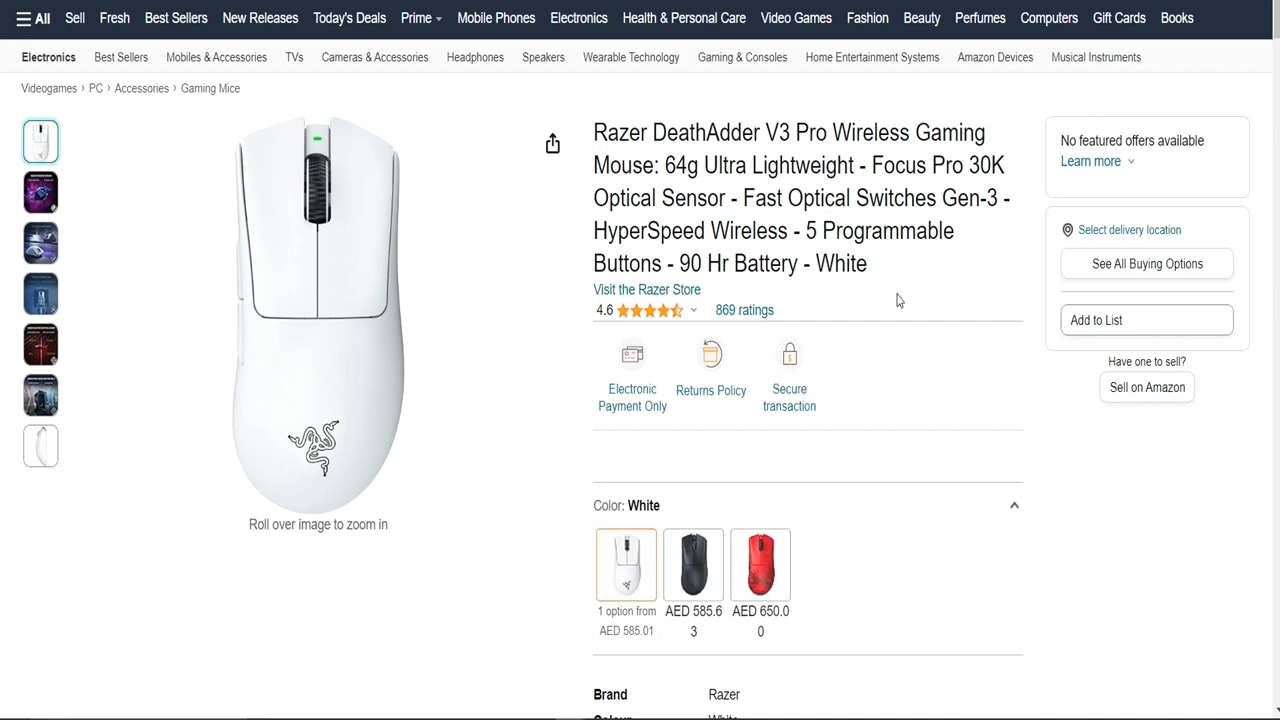 All Sell Fresh Best Sellers New Releases Today's Deals Prime Mobile Phones Electronics Health & Personal Care Video Games Fashion Beauty Perfumes Computers Gift Cards Books
Electronics Best Sellers Mobiles & Accessories TVs Cameras & Accessories Headphones Speakers Wearable Technology Gaming & Consoles Home Entertainment Systems Amazon Devices Musical Instruments
Videogames › PC › Accessories › Gaming Mice
Razer DeathAdder V3 Pro Wireless Gaming
Mouse: 64g Ultra Lightweight - Focus Pro 30K
Optical Sensor - Fast Optical Switches Gen-3 -
HyperSpeed Wireless - 5 Programmable
Buttons - 90 Hr Battery - White
Visit the Razer Store
4.6 869 ratings
Electronic
Payment Only
Returns Policy
Secure
transaction
Roll over image to zoom in
Color: White
1 option from
AED 585.01
AED 585.6
3
AED 650.0
0
Brand Razer
Colour White
No featured offers available
Learn more
Select delivery location
See All Buying Options
Add to List
Have one to sell?
Sell on Amazon